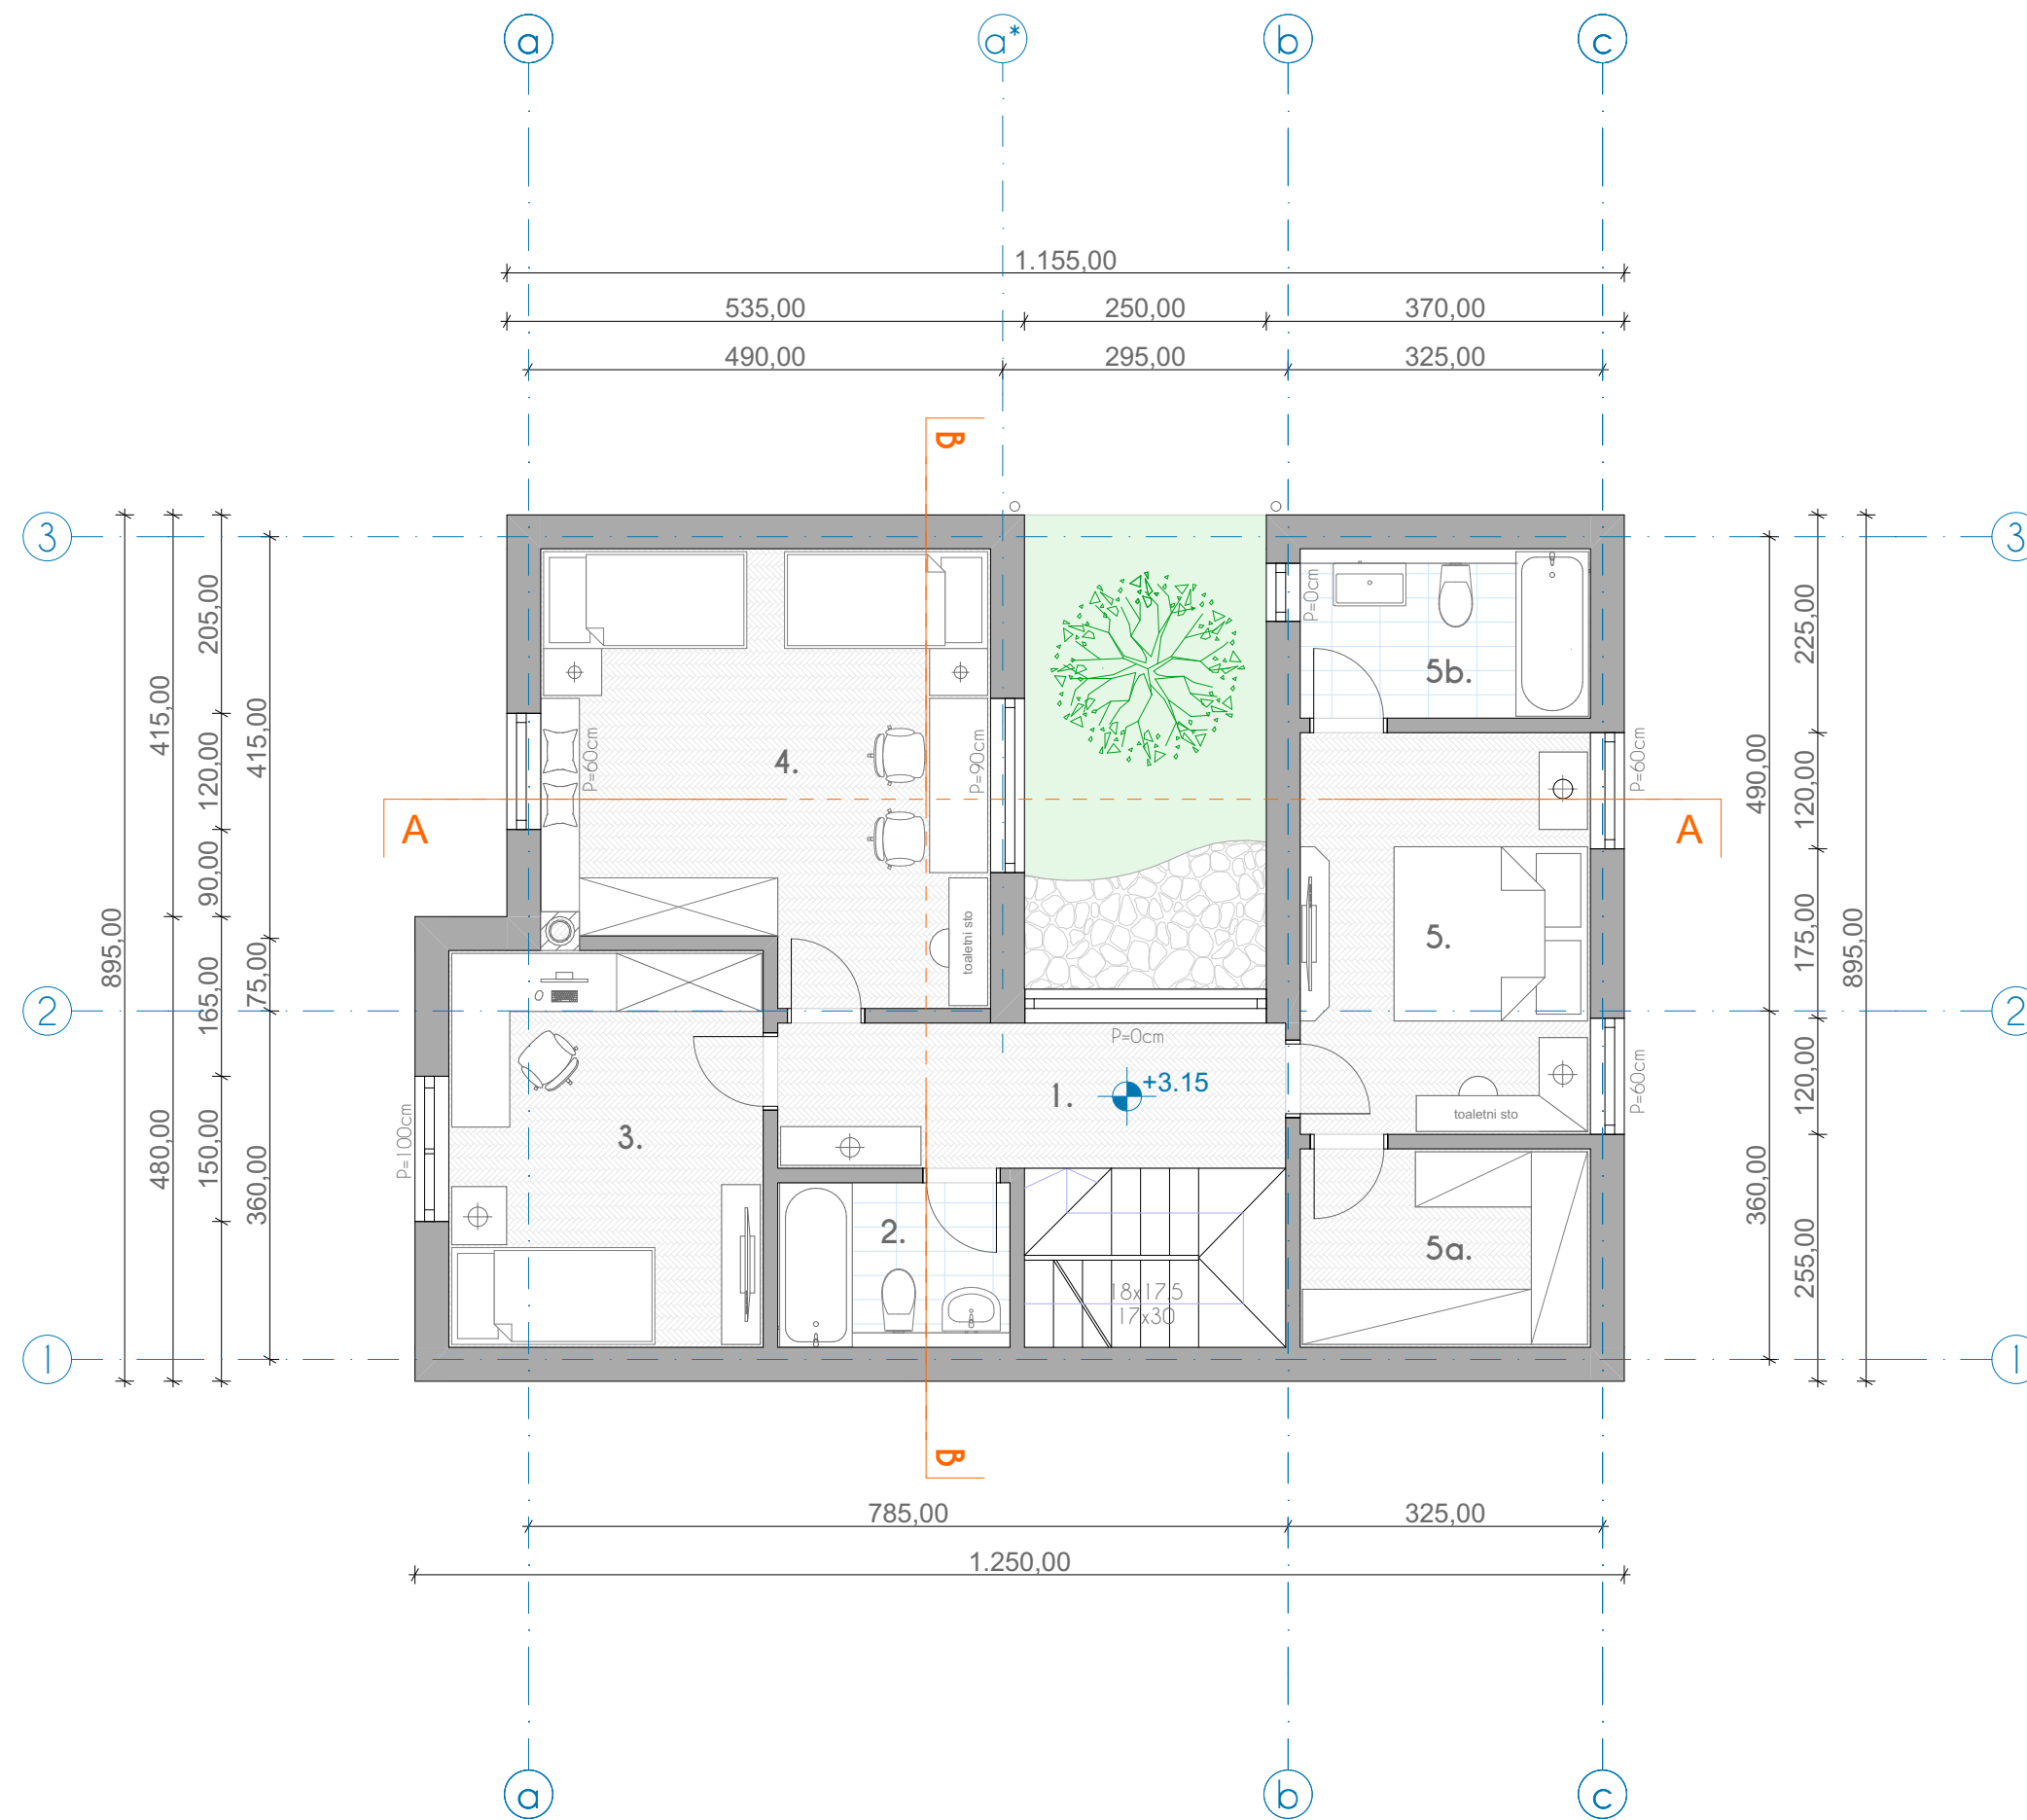 a a* b c
1.155,00
535,00 250,00 370,00
490,00 295,00 325,00
B
3 3
205,00
225,00
P=0cm
5b.
415,00
415,00
120,00
P=60cm
4.
P=90cm
P=60cm
490,00
120,00
A A
90,00
895,00
75,00
165,00
toaletni sto
5.
175,00
895,00
2 2
P=0cm
1.
+3.15
P=60cm
120,00
toaletni sto
P=100cm
480,00
150,00
360,00
3.
2.
5a.
360,00
255,00
18x17.5
17x30
1 1
B
785,00 325,00
1.250,00
a b c